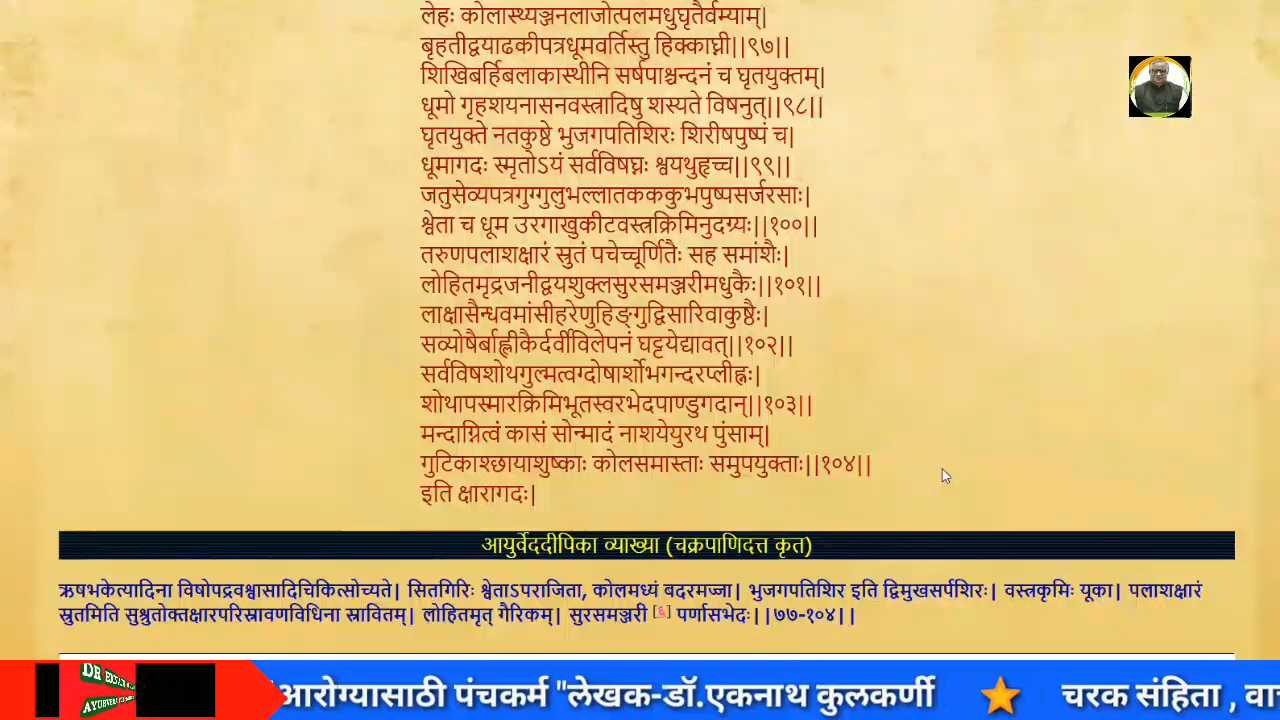 लेहः कोलास्थ्यञ्जनलाजोत्पलमधुघृतैर्वम्याम्|
बृहतीद्वयाढकीपत्रधूमवर्तिस्तु हिक्काघ्नी||९७||
शिखिबर्हिबलाकास्थीनि सर्षपाश्चन्दनं च घृतयुक्तम्|
धूमो गृहशयनासनवस्त्रादिषु शस्यते विषनुत्||९८||
घृतयुक्ते नतकुष्ठे भुजगपतिशिरः शिरीषपुष्पं च|
धूमागदः स्मृतोऽयं सर्वविषघ्नः श्वयथुहृच्च||९९||
जतुसेव्यपत्रगुग्गुलुभल्लातकककुभपुष्पसर्जरसाः|
श्वेता च धूम उरगाखुकीटवस्त्रक्रिमिनुदग्र्यः||१००||
तरुणपलाशक्षारं स्रुतं पचेच्चूर्णितैः सह समांशैः|
लोहितमृद्रजनीद्वयशुक्लसुरसमञ्जरीमधुकैः||१०१||
लाक्षासैन्धवमांसीहरेणुहिङ्गुद्विसारिवाकुष्ठैः|
सव्योषैर्बाह्लीकैर्दर्वीविलेपनं घट्टयेद्यावत्||१०२||
सर्वविषशोथगुल्मत्वग्दोषार्शोभगन्दरप्लीह्नः|
शोथापस्मारक्रिमिभूतस्वरभेदपाण्डुगदान्||१०३||
मन्दाग्नित्वं कासं सोन्मादं नाशयेयुरथ पुंसाम्|
गुटिकाश्छायाशुष्काः कोलसमास्ताः समुपयुक्ताः||१०४||
इति क्षारागदः|
आयुर्वेददीपिका व्याख्या (चक्रपाणिदत्त कृत)
ऋषभकेत्यादिना विषोपद्रवश्वासादिचिकित्सोच्यते| सितगिरिः श्वेताऽपराजिता, कोलमध्यं बदरमज्जा| भुजगपतिशिर इति द्विमुखसर्पशिरः| वस्त्रकृमिः यूका| पलाशक्षारं
स्रुतमिति सुश्रुतोक्तक्षारपरिस्रावणविधिना स्रावितम्| लोहितमृत् गैरिकम्| सुरसमञ्जरी [६] पर्णासभेदः||७७-१०४||
आरोग्यासाठी पंचकर्म "लेखक-डॉ.एकनाथ कुलकर्णी ⭐ चरक संहिता , वा